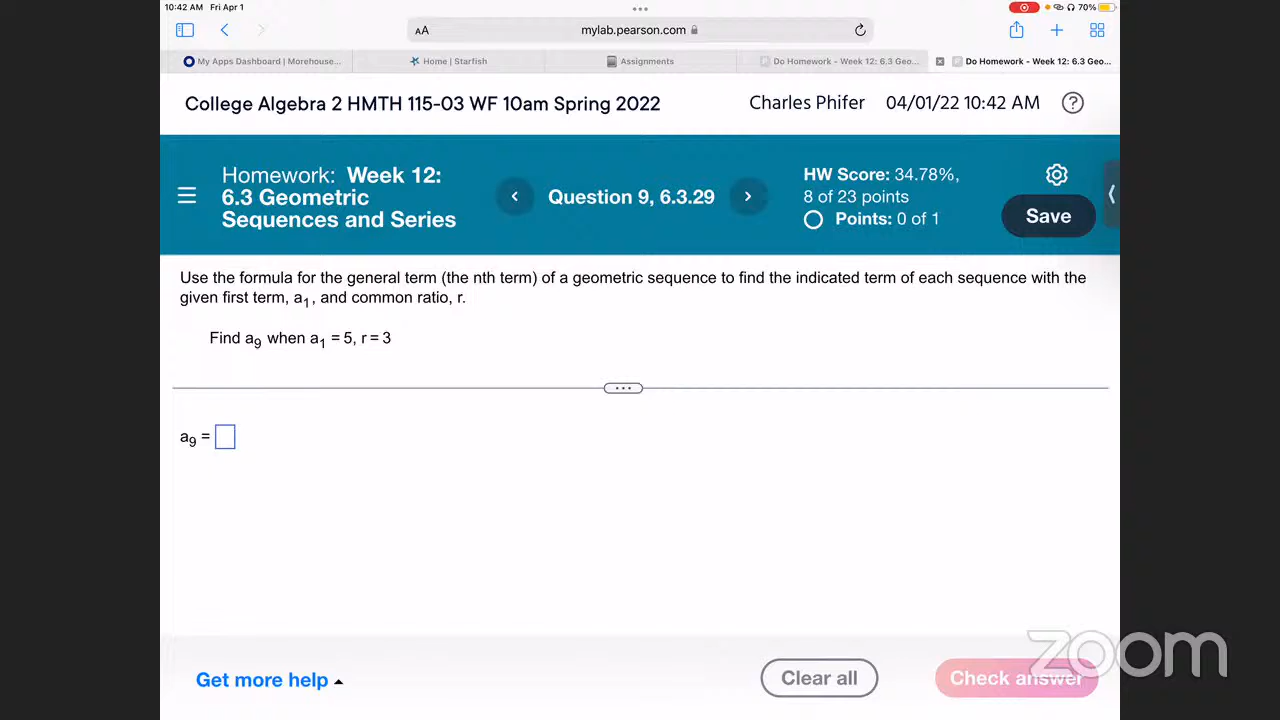 10:42 AM Fri Apr 1
70%
AA
mylab.pearson.com
My Apps Dashboard | Morehouse...
Home | Starfish
Assignments
Do Homework - Week 12: 6.3 Geo...
Do Homework - Week 12: 6.3 Geo...
College Algebra 2 HMTH 115-03 WF 10am Spring 2022
Charles Phifer
04/01/22 10:42 AM
?
Homework: Week 12:
6.3 Geometric
Sequences and Series
Question 9, 6.3.29
HW Score: 34.78%,
8 of 23 points
Points: 0 of 1
Save
Use the formula for the general term (the nth term) of a geometric sequence to find the indicated term of each sequence with the
given first term, a₁, and common ratio, r.
Find a₉ when a₁ = 5, r = 3
a₉ =
Get more help
Clear all
Check answer
zoom